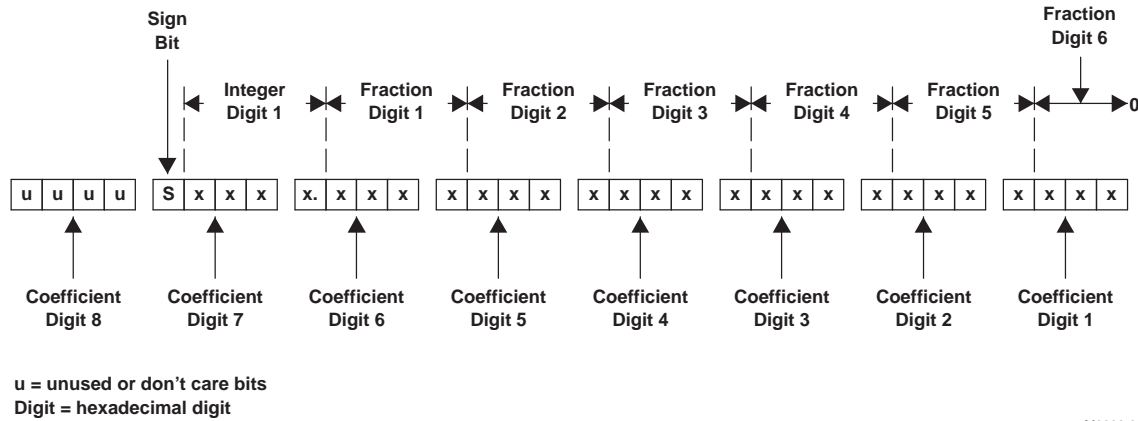 Sign
Bit
Fraction
Digit 6
Integer
Digit 1
Fraction
Digit 1
Fraction
Digit 2
Fraction
Digit 3
Fraction
Digit 4
Fraction
Digit 5
0
u u u u S x x x x. x x x x x x x x x x x x x x x x x x x x x x x
Coefficient
Digit 8
Coefficient
Digit 7
Coefficient
Digit 6
Coefficient
Digit 5
Coefficient
Digit 4
Coefficient
Digit 3
Coefficient
Digit 2
Coefficient
Digit 1
u = unused or don't care bits
Digit = hexadecimal digit